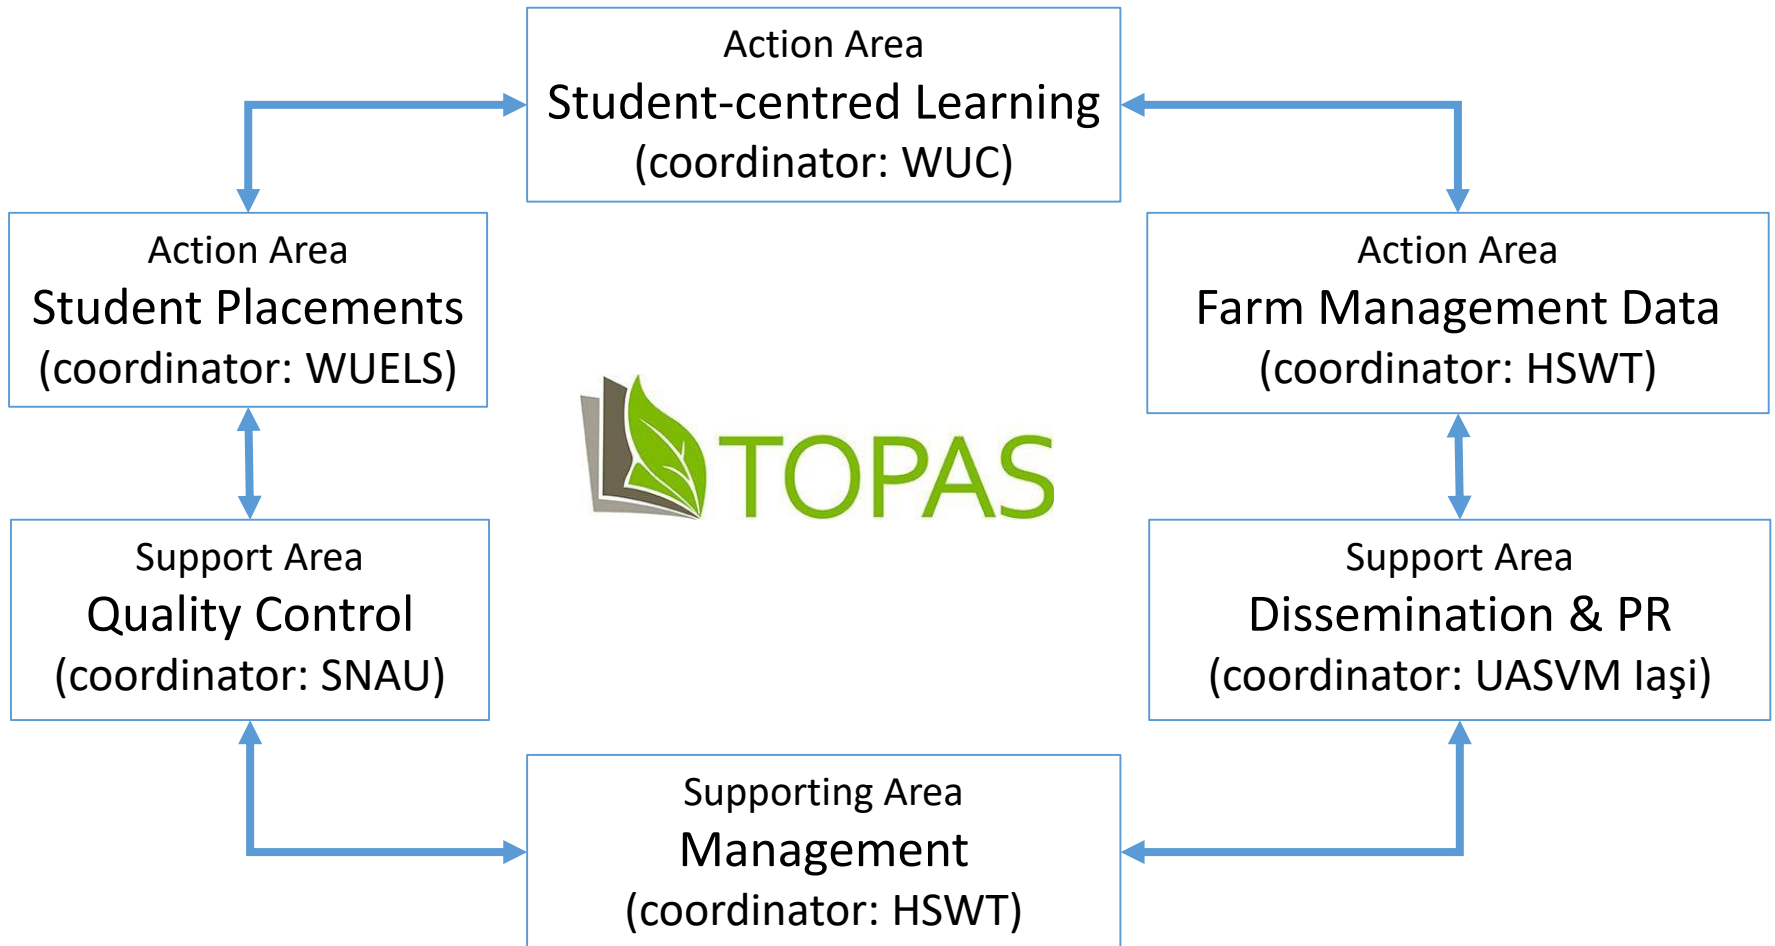 Action Area
Student-centred Learning
(coordinator: WUC)
Action Area
Student Placements
(coordinator: WUELS)
Action Area
Farm Management Data
(coordinator: HSWT)
TOPAS
Support Area
Quality Control
(coordinator: SNAU)
Support Area
Dissemination & PR
(coordinator: UASVM Iaşi)
Supporting Area
Management
(coordinator: HSWT)